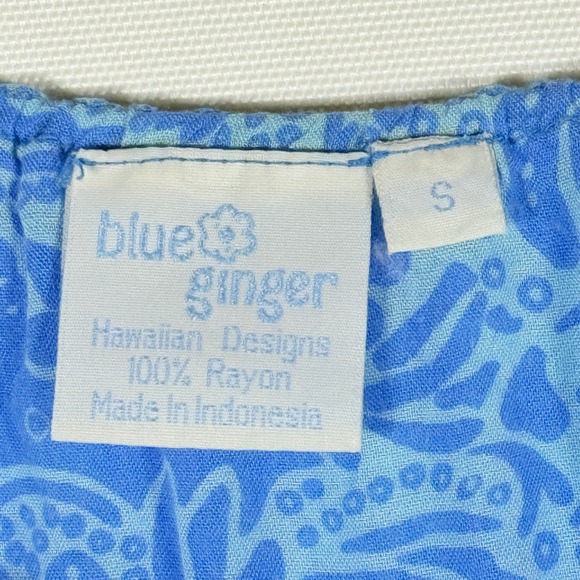 blue
ginger
Hawaiian Designs
100% Rayon
Made In Indonesia
S